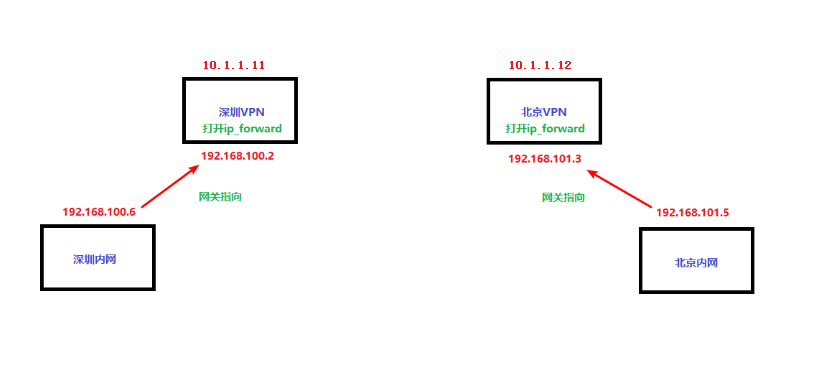 10.1.1.11
深圳VPN
打开ip_forward
192.168.100.2
网关指向
192.168.100.6
深圳内网
10.1.1.12
北京VPN
打开ip_forward
192.168.101.3
网关指向
192.168.101.5
北京内网